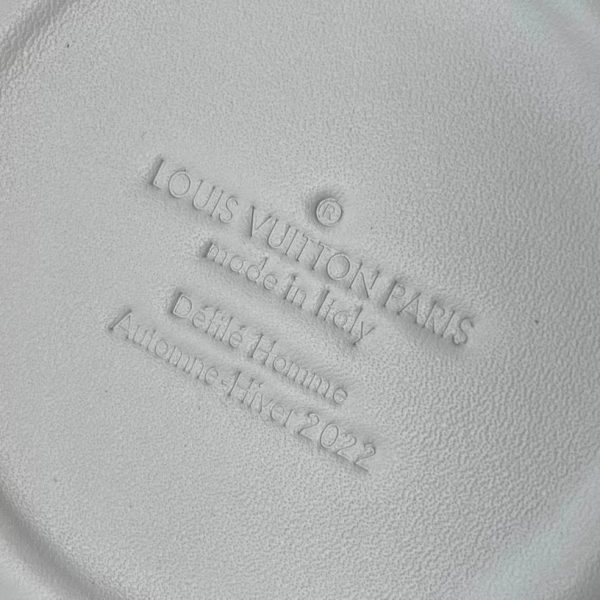 ®
LOUIS VUITTON PARIS
made in Italy
Défilé Homme
Automne-Hiver 2022